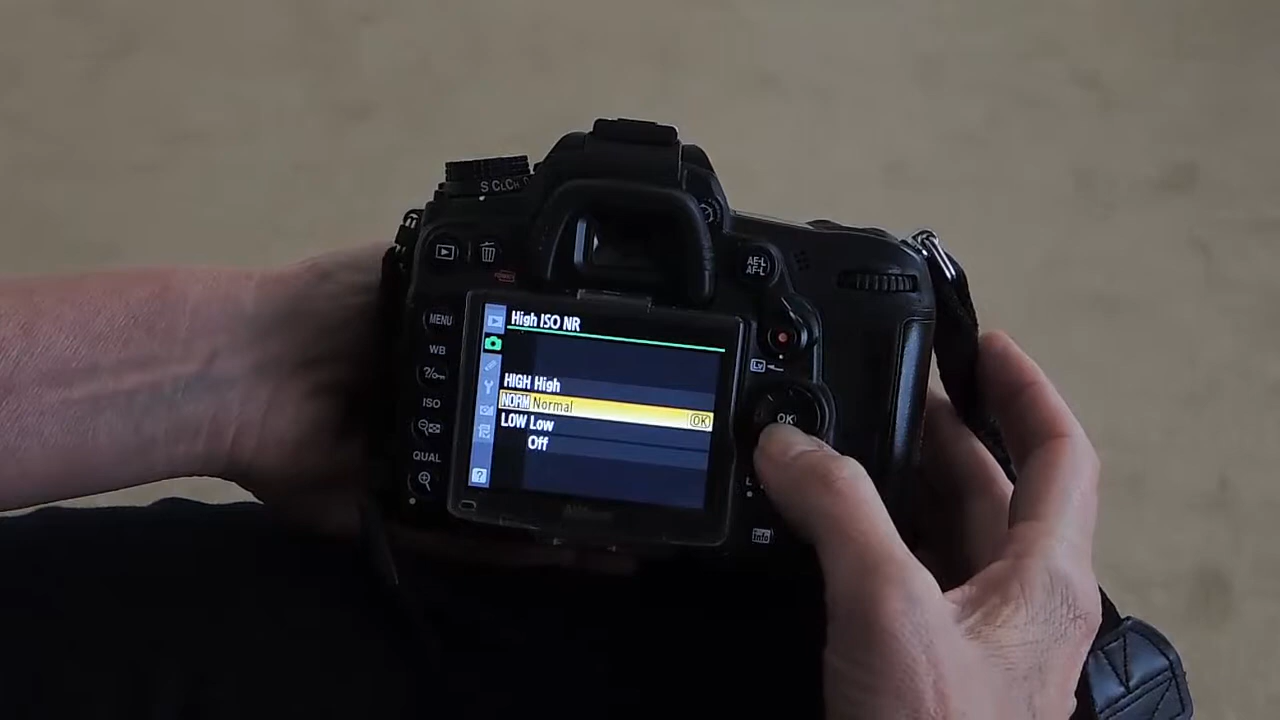 S CL CH
AE-L
AF-L
MENU
High ISO NR
WB
Lv
?
HIGH High
ISO
NORM Normal
OK
OK
LOW Low
Off
QUAL
?
L
info